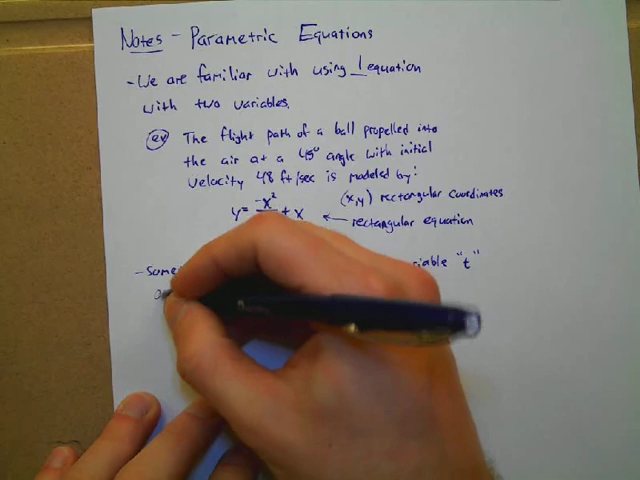 Notes - Parametric Equations
- We are familiar with using 1 equation
with two variables.
ex The flight path of a ball propelled into
the air at a 45° angle with initial
velocity 48 ft/sec is modeled by:
(x,y) rectangular coordinates
y = -x² + x ← rectangular equation
- Some "t"